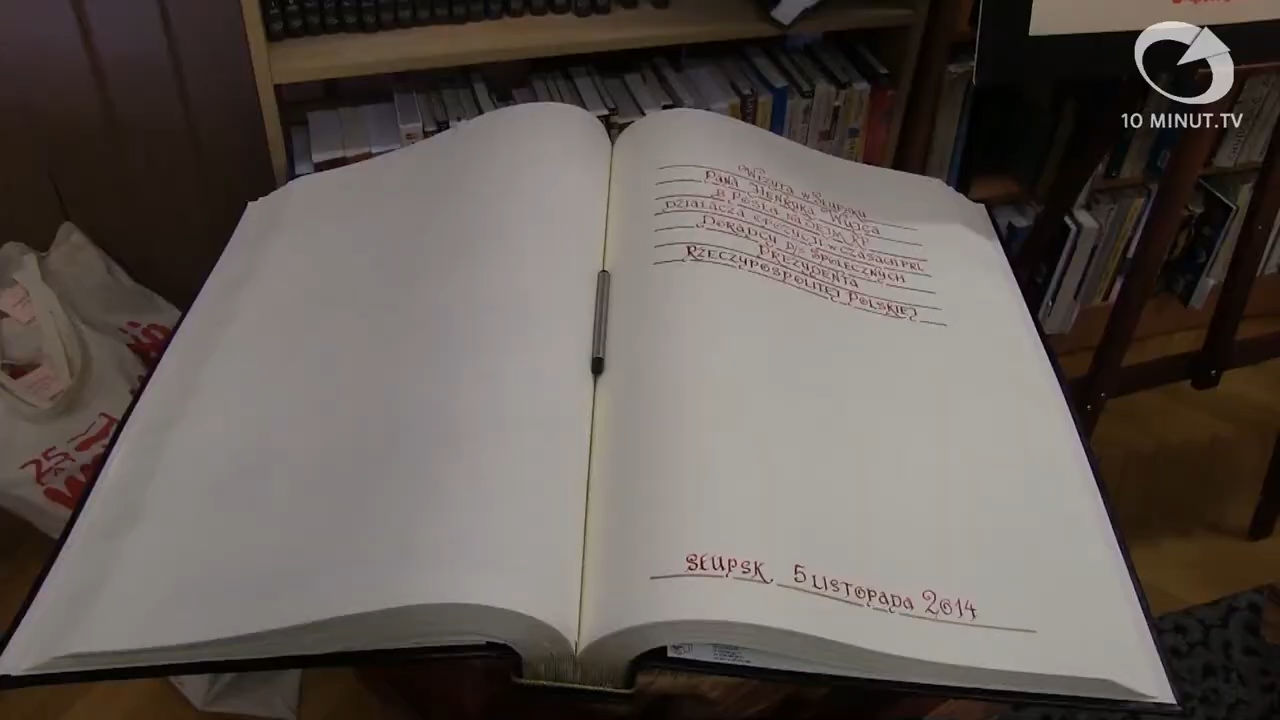 10 MINUT.TV
Wizyta w Słupsku
Pana Henryka Wujca
B. Posła na Sejm RP
Działacza opozycji w czasach PRL
Doradcy ds. społecznych
Prezydenta
Rzeczypospolitej Polskiej
Słupsk, 5 listopada 2014
25